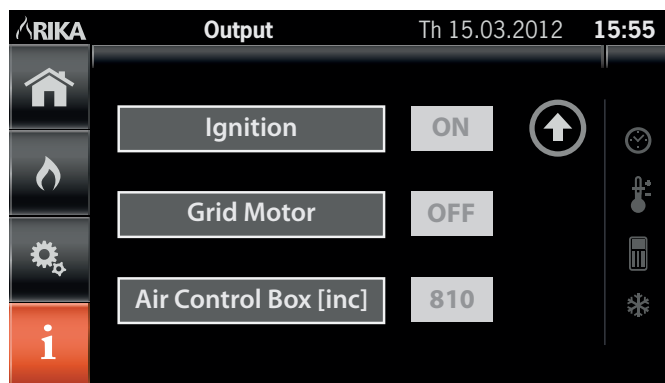 RIKA Output Th 15.03.2012 15:55
Ignition ON
Grid Motor OFF
Air Control Box [inc] 810
i